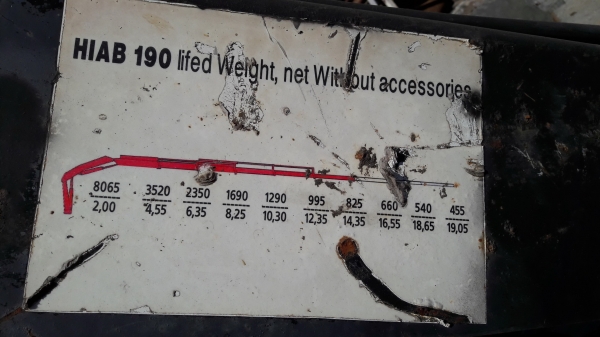 HIAB 190 lifed Weight, net Without accessories
8065 3520 2350 1690 1290 995 825 660 540 455
2,00 4,55 6,35 8,25 10,30 12,35 14,35 16,55 18,65 19,05